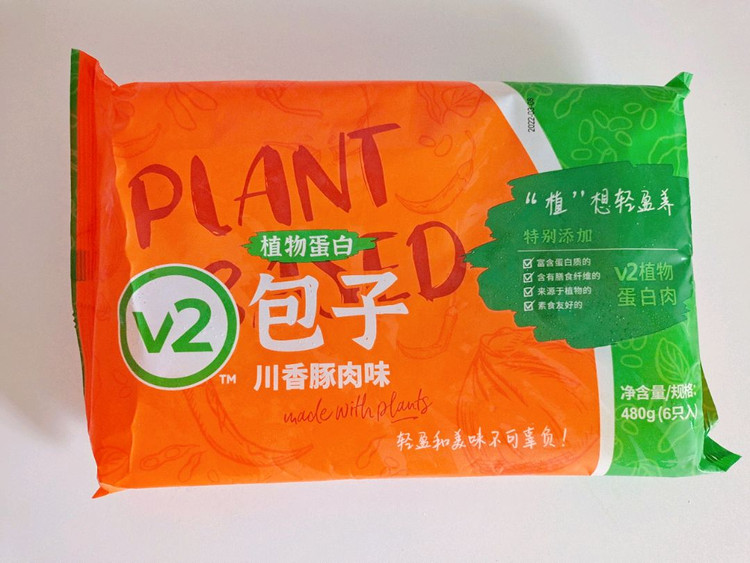 PLANT
BASED
植物蛋白
包子
v2
TM
川香豚肉味
made with plants
轻盈和美味不可辜负！
“植”想轻盈养
特别添加
富含蛋白质的
含有膳食纤维的
来源于植物的
素食友好的
v2植物
蛋白肉
净含量/规格:
480g(6只入)